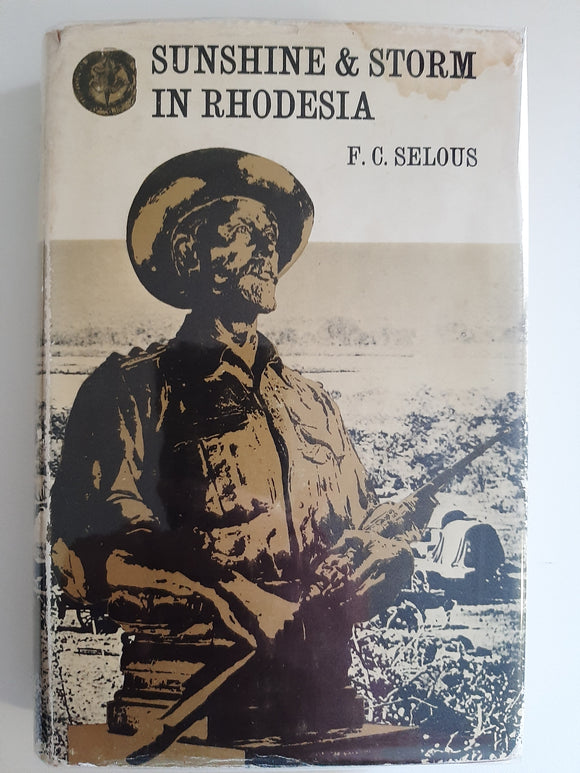 SUNSHINE & STORM
IN RHODESIA
F. C. SELOUS